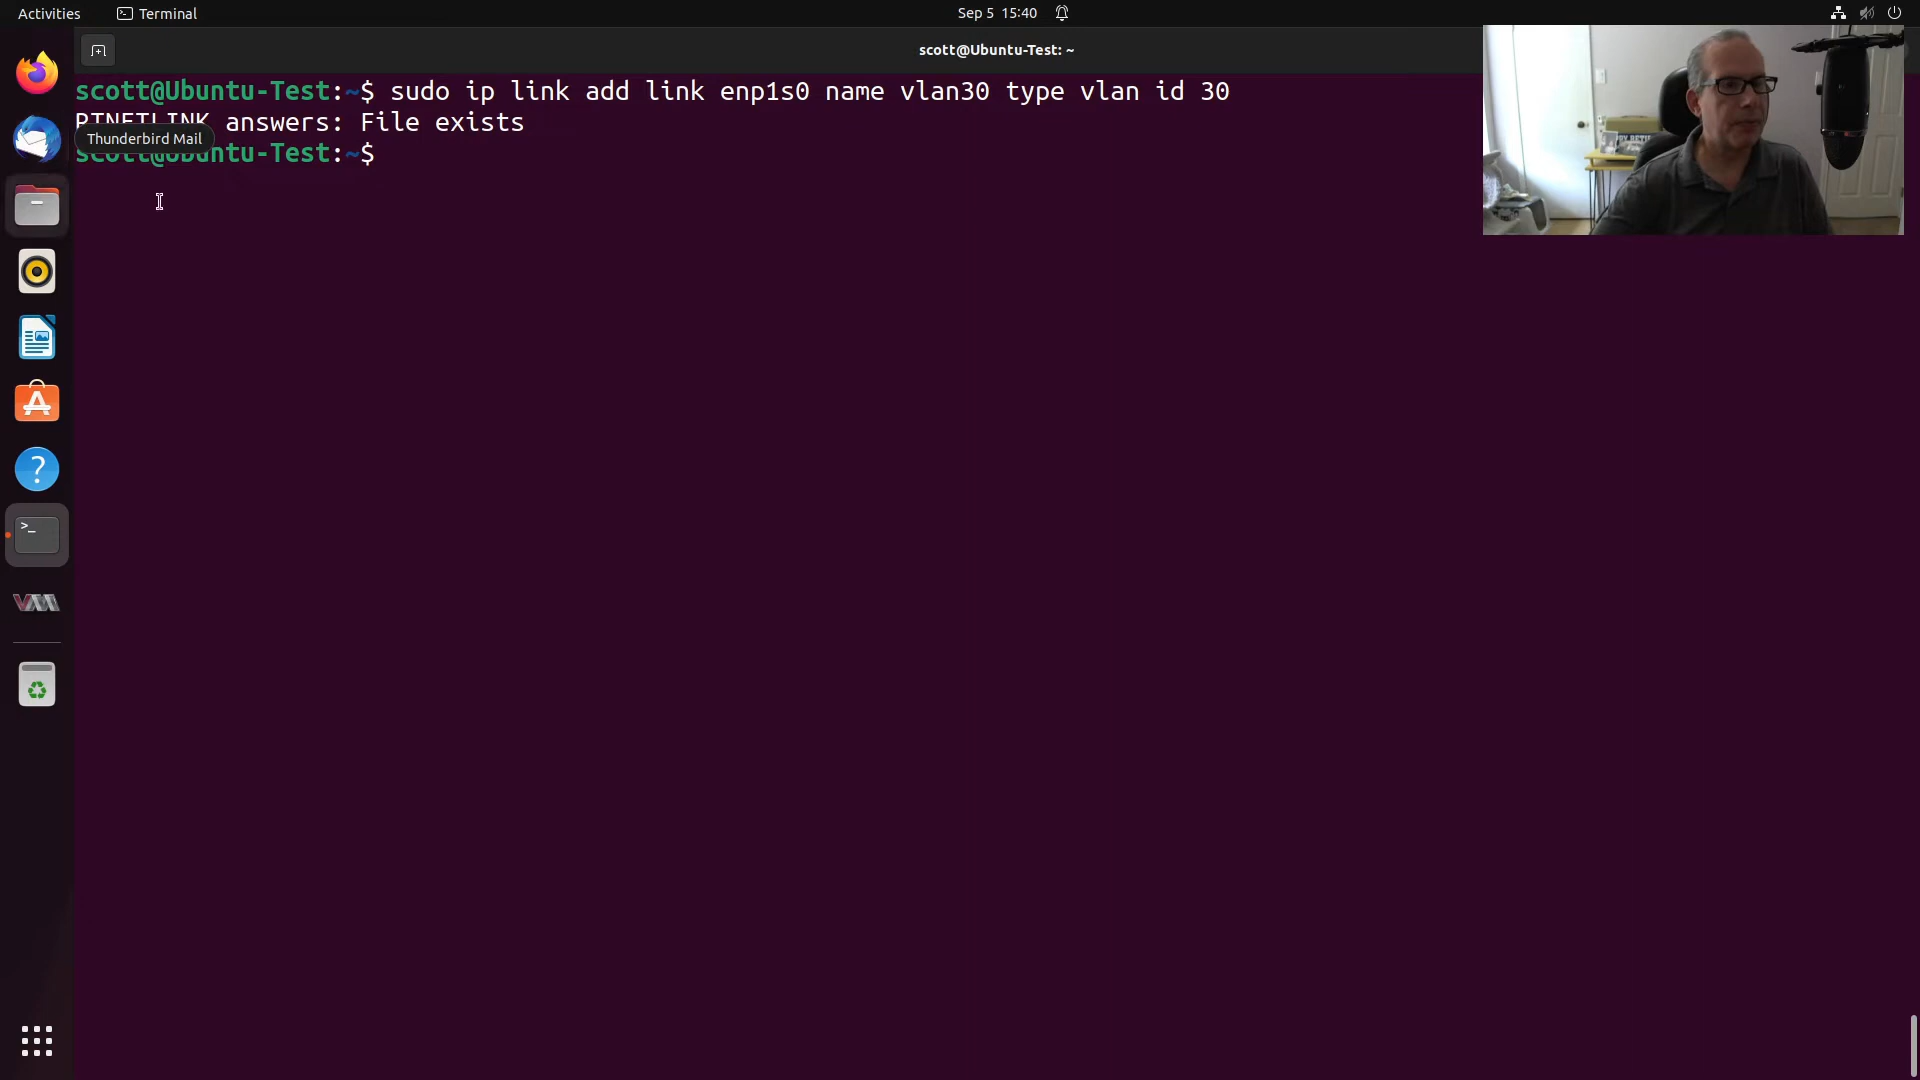 Activities
Terminal
Sep 5 15:40
scott@Ubuntu-Test: ~
scott@Ubuntu-Test:~$ sudo ip link add link enp1s0 name vlan30 type vlan id 30
RTNETLINK answers: File exists
Thunderbird Mail
scott@Ubuntu-Test:~$